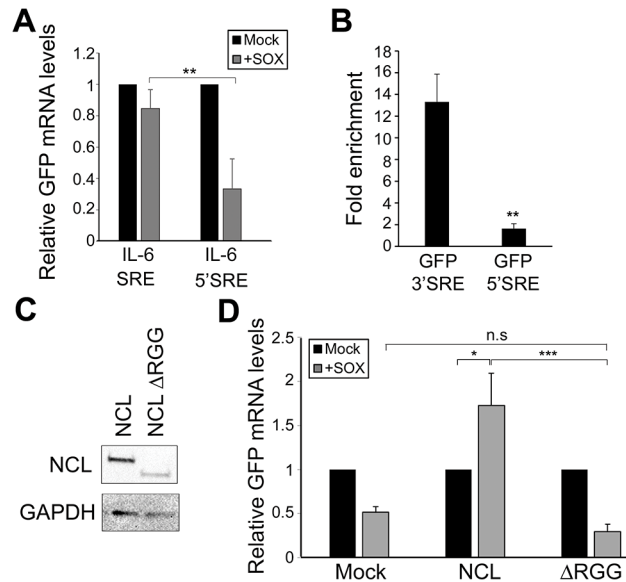 A
Mock
+SOX
**
Relative GFP mRNA levels
1.2
1
0.8
0.6
0.4
0.2
0
IL-6
SRE
IL-6
5'SRE
B
Fold enrichment
18
16
14
12
10
8
6
4
2
0
**
GFP
3'SRE
GFP
5'SRE
C
NCL
NCL ΔRGG
NCL
GAPDH
D
Relative GFP mRNA levels
2.5
2
1.5
1
0.5
0
Mock
+SOX
n.s
*
***
Mock
NCL
ΔRGG